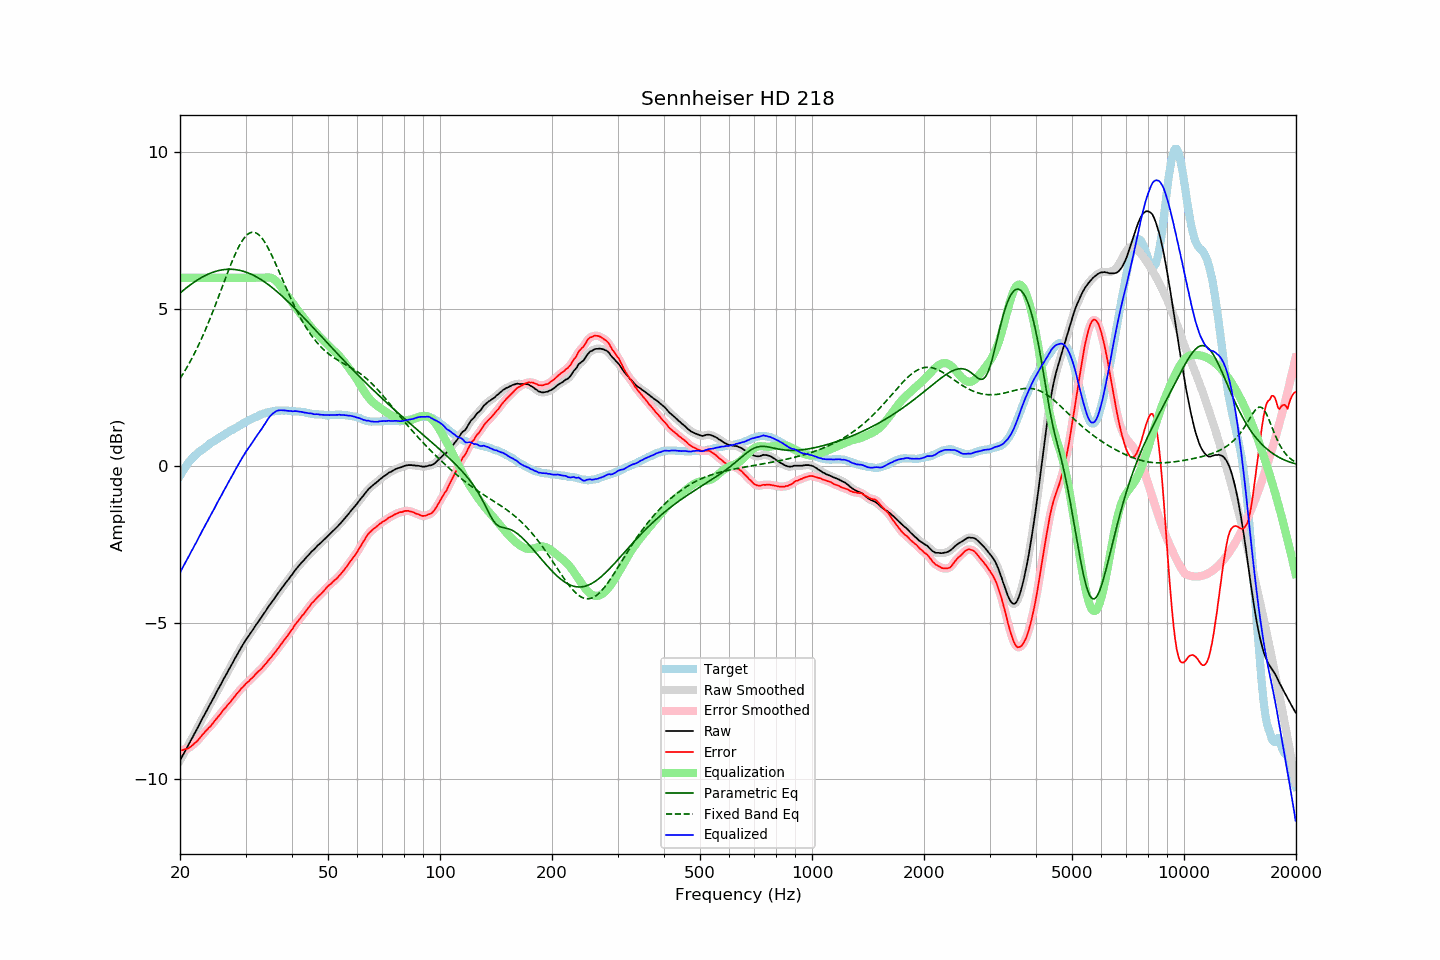 Sennheiser HD 218
10
5
0
−5
−10
Amplitude (dBr)
Target
Raw Smoothed
Error Smoothed
Raw
Error
Equalization
Parametric Eq
Fixed Band Eq
Equalized
20 50 100 200 500 1000 2000 5000 10000 20000
Frequency (Hz)